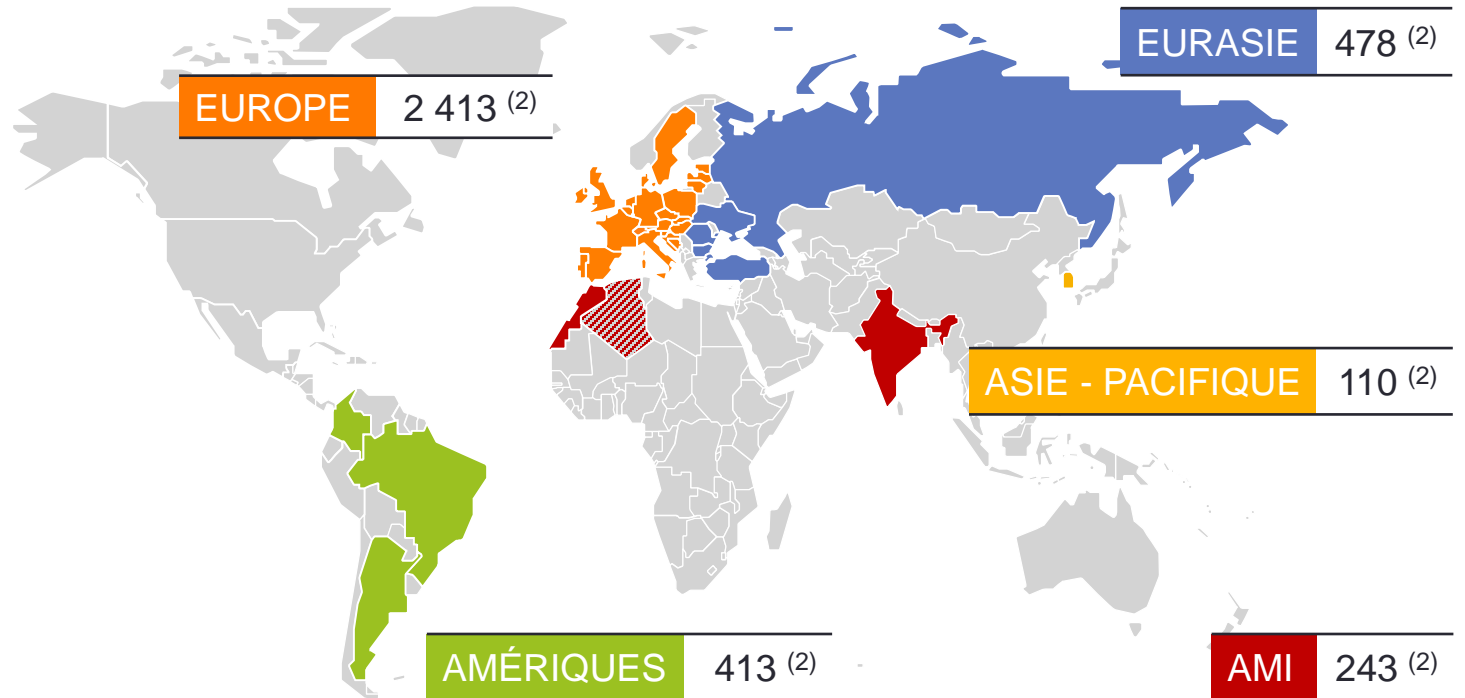 EURASIE 478 (2)
EUROPE 2 413 (2)
ASIE - PACIFIQUE 110 (2)
AMÉRIQUES 413 (2)
AMI 243 (2)